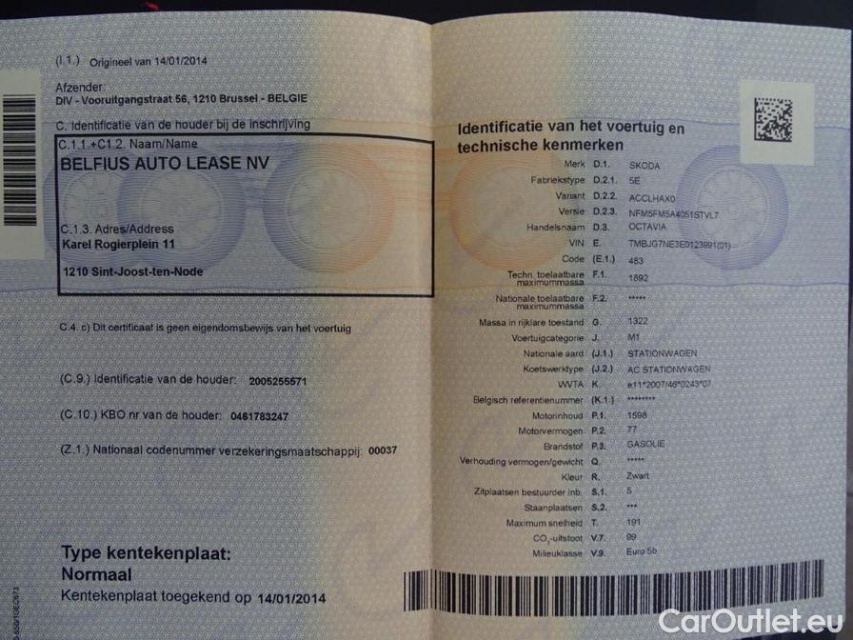 (I.1.) Origineel van 14/01/2014
Afzender:
DIV - Vooruitgangstraat 56, 1210 Brussel - BELGIE
C. Identificatie van de houder bij de inschrijving
C.1.1.+C1.2. Naam/Name
BELFIUS AUTO LEASE NV
C.1.3. Adres/Address
Karel Rogierplein 11
1210 Sint-Joost-ten-Node
C.4. c) Dit certificaat is geen eigendomsbewijs van het voertuig
(C.9.) Identificatie van de houder: 2005255571
(C.10.) KBO nr van de houder: 0461783247
(Z.1.) Nationaal codenummer verzekeringsmaatschappij: 00037
Type kentekenplaat:
Normaal
Kentekenplaat toegekend op 14/01/2014
Identificatie van het voertuig en
technische kenmerken
Merk D.1. SKODA
Fabriekstype D.2.1. 5E
Variant D.2.2. ACCLHAX0
Versie D.2.3. NFM5FM5A4051STVL7
Handelsnaam D.3. OCTAVIA
VIN E. TMBJG7NE3E0123991(01)
Code (E.1.) 483
Techn. toelaatbare F.1. 1892
maximummassa
Nationale toelaatbare F.2. *****
maximummassa
Massa in rijklare toestand G. 1322
Voertuigcategorie J. M1
Nationale aard (J.1.) STATIONWAGEN
Koetswerktype (J.2.) AC STATIONWAGEN
WVTA K. e11*2007/46*0243*07
Belgisch referentienummer (K.1.) ********
Motorinhoud P.1. 1598
Motorvermogen P.2. 77
Brandstof P.3. GASOLIE
Verhouding vermogen/gewicht Q. *****
Kleur R. Zwart
Zitplaatsen bestuurder inb. S.1. 5
Staanplaatsen S.2. ***
Maximum snelheid T. 191
CO₂-uitstoot V.7. 99
Milieuklasse V.9. Euro 5b
CarOutlet.eu